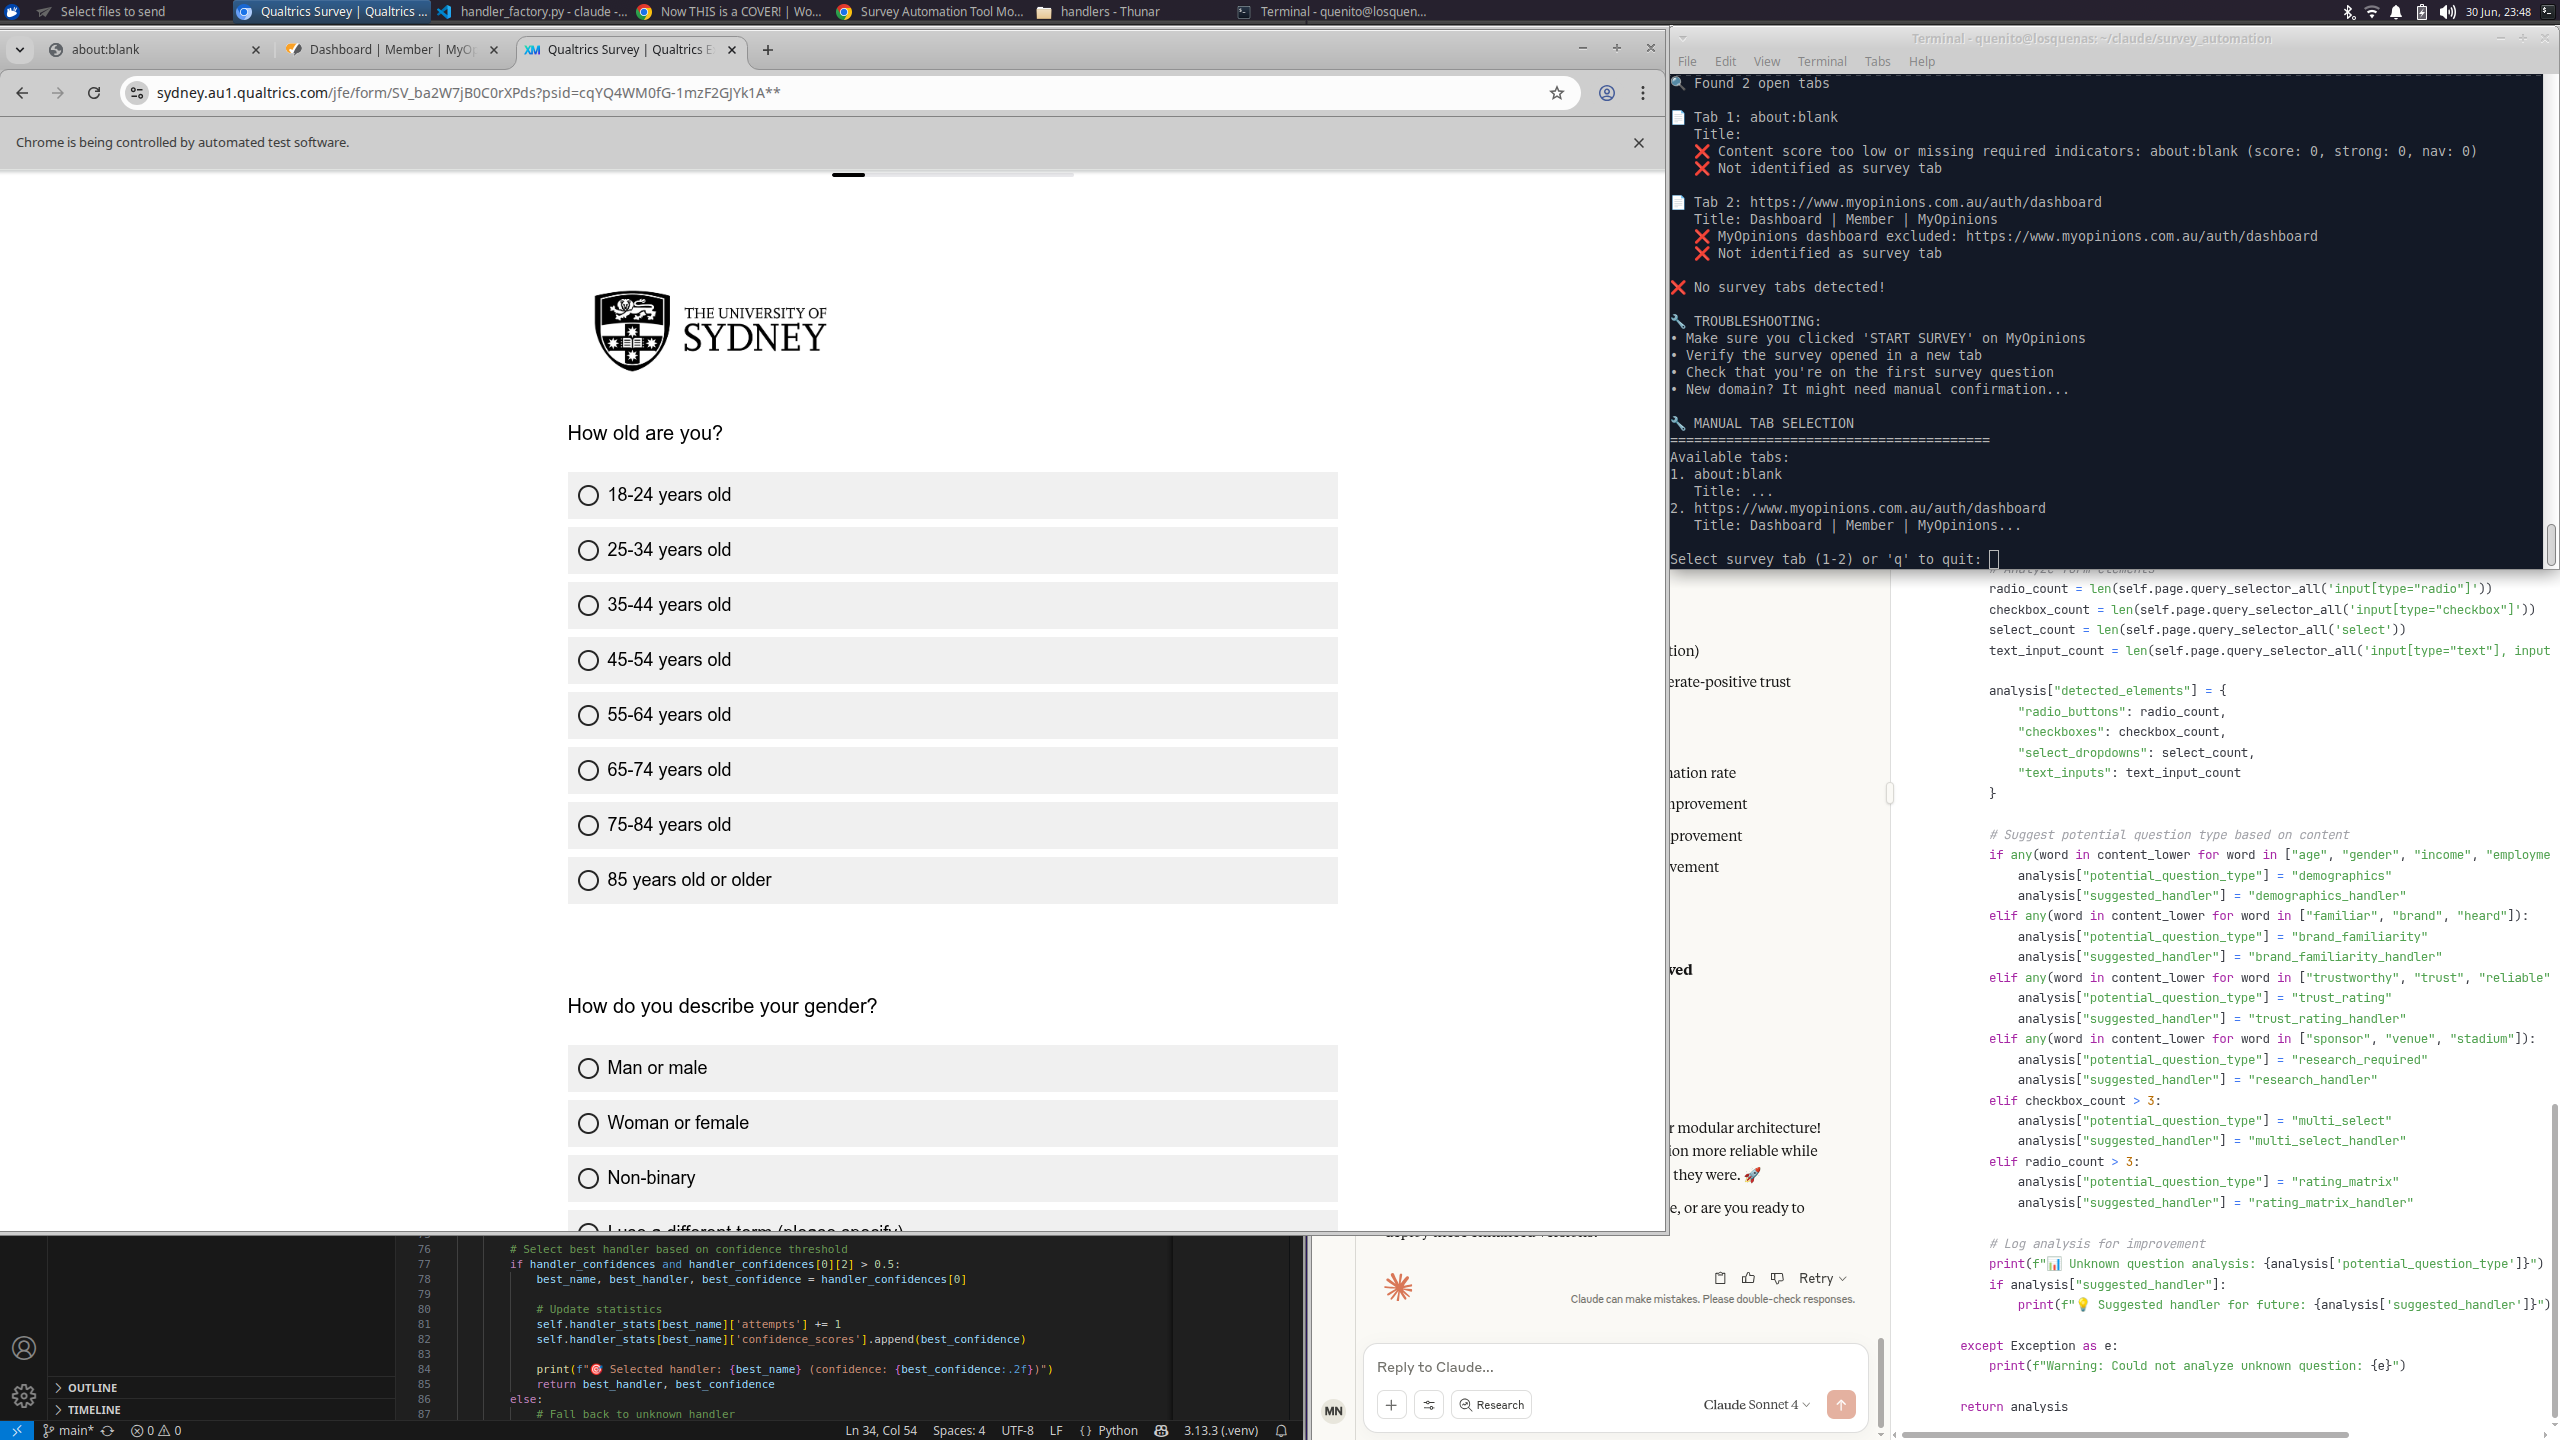 Select files to send
Qualtrics Survey | Qualtrics ...
handler_factory.py - claude -...
Now THIS is a COVER! | Wo...
Survey Automation Tool Mo...
handlers - Thunar
Terminal - quenito@losquen...
30 Jun, 23:48
about:blank
Dashboard | Member | MyOp
XM Qualtrics Survey | Qualtrics E
sydney.au1.qualtrics.com/jfe/form/SV_ba2W7jB0C0rXPds?psid=cqYQ4WM0fG-1mzF2GJYk1A**
Chrome is being controlled by automated test software.
THE UNIVERSITY OF
SYDNEY
How old are you?
18-24 years old
25-34 years old
35-44 years old
45-54 years old
55-64 years old
65-74 years old
75-84 years old
85 years old or older
How do you describe your gender?
Man or male
Woman or female
Non-binary
I use a different term (please specify)
Terminal - quenito@losquenas: ~/claude/survey_automation
File Edit View Terminal Tabs Help
🔍 Found 2 open tabs
📄 Tab 1: about:blank
Title:
❌ Content score too low or missing required indicators: about:blank (score: 0, strong: 0, nav: 0)
❌ Not identified as survey tab
📄 Tab 2: https://www.myopinions.com.au/auth/dashboard
Title: Dashboard | Member | MyOpinions
❌ MyOpinions dashboard excluded: https://www.myopinions.com.au/auth/dashboard
❌ Not identified as survey tab
❌ No survey tabs detected!
🔧 TROUBLESHOOTING:
• Make sure you clicked 'START SURVEY' on MyOpinions
• Verify the survey opened in a new tab
• Check that you're on the first survey question
• New domain? It might need manual confirmation...
🔧 MANUAL TAB SELECTION
========================================
Available tabs:
1. about:blank
Title: ...
2. https://www.myopinions.com.au/auth/dashboard
Title: Dashboard | Member | MyOpinions...
Select survey tab (1-2) or 'q' to quit:
tion)
erate-positive trust
nation rate
nprovement
provement
vement
ved
r modular architecture!
ion more reliable while
they were. 🚀
e, or are you ready to
deploy these enhanced versions?
Retry
Claude can make mistakes. Please double-check responses.
Reply to Claude...
Research
Claude Sonnet 4
MN
# Analyze form elements
radio_count = len(self.page.query_selector_all('input[type="radio"]'))
checkbox_count = len(self.page.query_selector_all('input[type="checkbox"]'))
select_count = len(self.page.query_selector_all('select'))
text_input_count = len(self.page.query_selector_all('input[type="text"], input
analysis["detected_elements"] = {
"radio_buttons": radio_count,
"checkboxes": checkbox_count,
"select_dropdowns": select_count,
"text_inputs": text_input_count
}
# Suggest potential question type based on content
if any(word in content_lower for word in ["age", "gender", "income", "employme
analysis["potential_question_type"] = "demographics"
analysis["suggested_handler"] = "demographics_handler"
elif any(word in content_lower for word in ["familiar", "brand", "heard"]):
analysis["potential_question_type"] = "brand_familiarity"
analysis["suggested_handler"] = "brand_familiarity_handler"
elif any(word in content_lower for word in ["trustworthy", "trust", "reliable"
analysis["potential_question_type"] = "trust_rating"
analysis["suggested_handler"] = "trust_rating_handler"
elif any(word in content_lower for word in ["sponsor", "venue", "stadium"]):
analysis["potential_question_type"] = "research_required"
analysis["suggested_handler"] = "research_handler"
elif checkbox_count > 3:
analysis["potential_question_type"] = "multi_select"
analysis["suggested_handler"] = "multi_select_handler"
elif radio_count > 3:
analysis["potential_question_type"] = "rating_matrix"
analysis["suggested_handler"] = "rating_matrix_handler"
# Log analysis for improvement
print(f"📊 Unknown question analysis: {analysis['potential_question_type']}")
if analysis["suggested_handler"]:
print(f"💡 Suggested handler for future: {analysis['suggested_handler']}")
except Exception as e:
print(f"Warning: Could not analyze unknown question: {e}")
return analysis
75
76 # Select best handler based on confidence threshold
77 if handler_confidences and handler_confidences[0][2] > 0.5:
78 best_name, best_handler, best_confidence = handler_confidences[0]
79
80 # Update statistics
81 self.handler_stats[best_name]['attempts'] += 1
82 self.handler_stats[best_name]['confidence_scores'].append(best_confidence)
83
84 print(f"🎯 Selected handler: {best_name} (confidence: {best_confidence:.2f})")
85 return best_handler, best_confidence
86 else:
87 # Fall back to unknown handler
OUTLINE
TIMELINE
main* 0 0 Ln 34, Col 54 Spaces: 4 UTF-8 LF {} Python 3.13.3 (.venv)